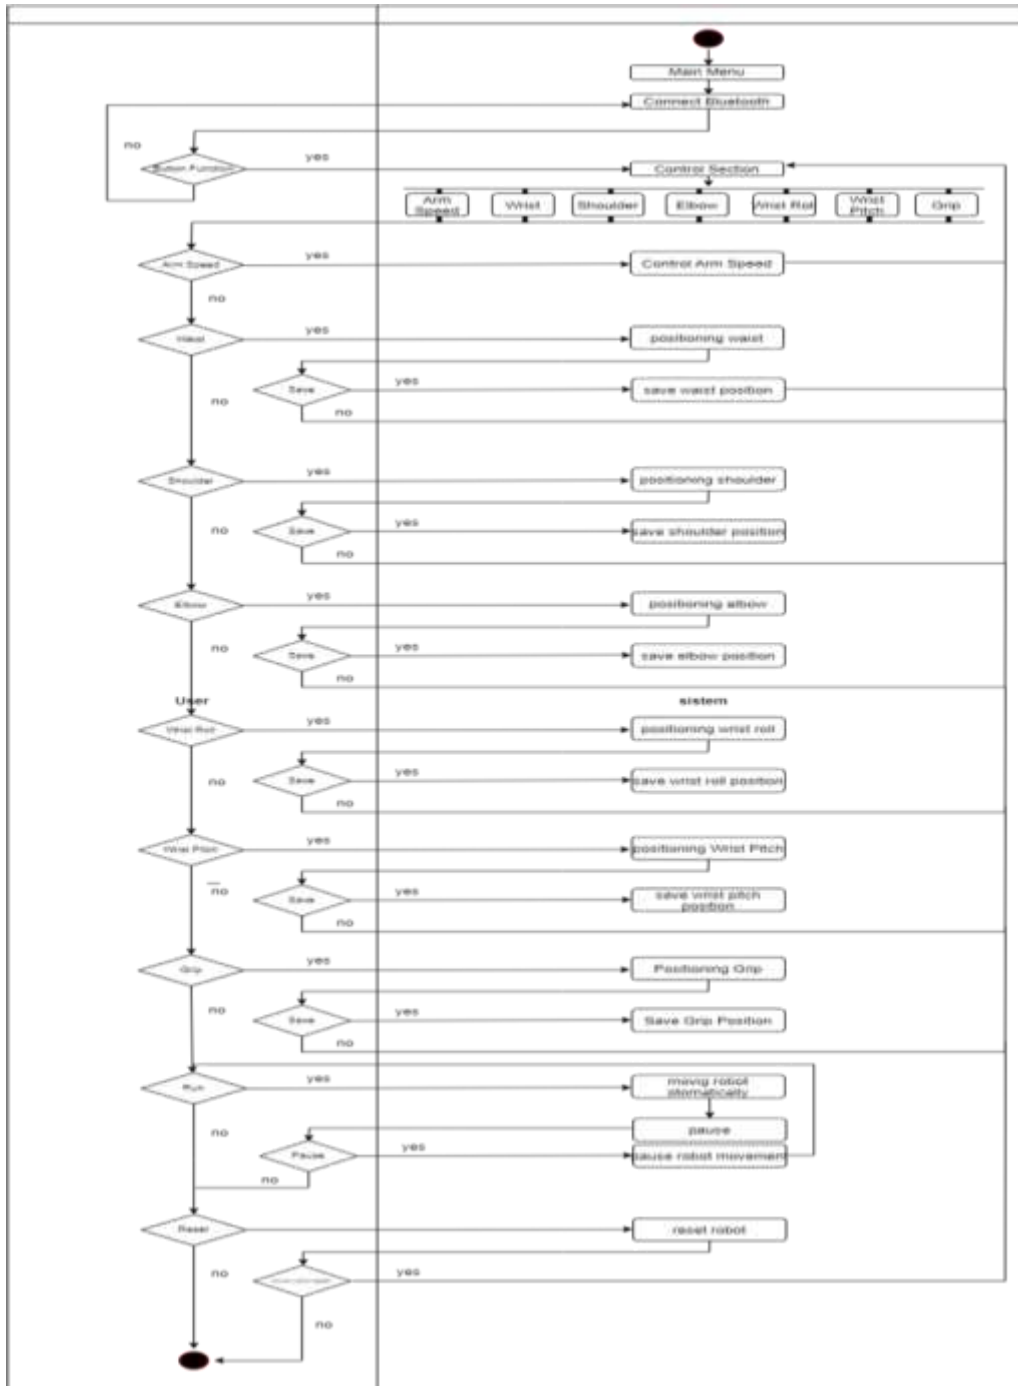 Main Menu
Connect Bluetooth
no
Button Function
yes
Control Section
Arm Speed
Wrist
Shoulder
Elbow
Wrist Rol
Wrist Pitch
Grip
Arm Speed
yes
Control Arm Speed
no
yes
positioning waist
Save
yes
save waist position
no
no
Shoulder
yes
positioning shoulder
no
Save
yes
save shoulder position
no
Elbow
yes
positioning elbow
no
Save
yes
save elbow position
no
User
sistem
Wrist Roll
yes
positioning wrist roll
no
Save
yes
save wrist roll position
no
Wrist Pitch
yes
positioning Wrist Pitch
no
Save
yes
save wrist pitch position
no
Grip
yes
Positioning Grip
no
Save
yes
Save Grip Position
no
Run
yes
movig robot
no
pause
Pause
yes
pause robot movement
no
Reset
reset robot
no
yes
no